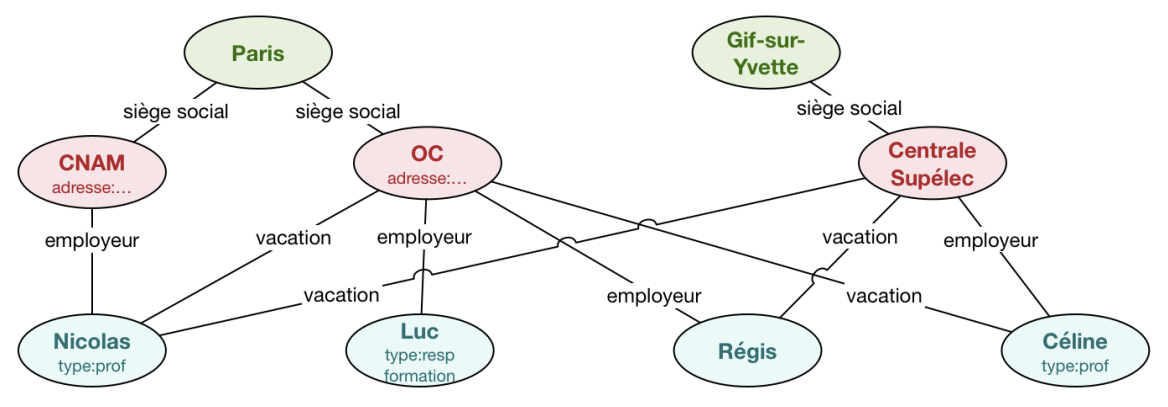 Paris
Gif-sur-
Yvette
siège social
siège social
siège social
CNAM
adresse:...
OC
adresse:...
Centrale
Supélec
employeur
vacation
employeur
vacation
employeur
vacation
employeur
vacation
Nicolas
type:prof
Luc
type:resp
formation
Régis
Céline
type:prof